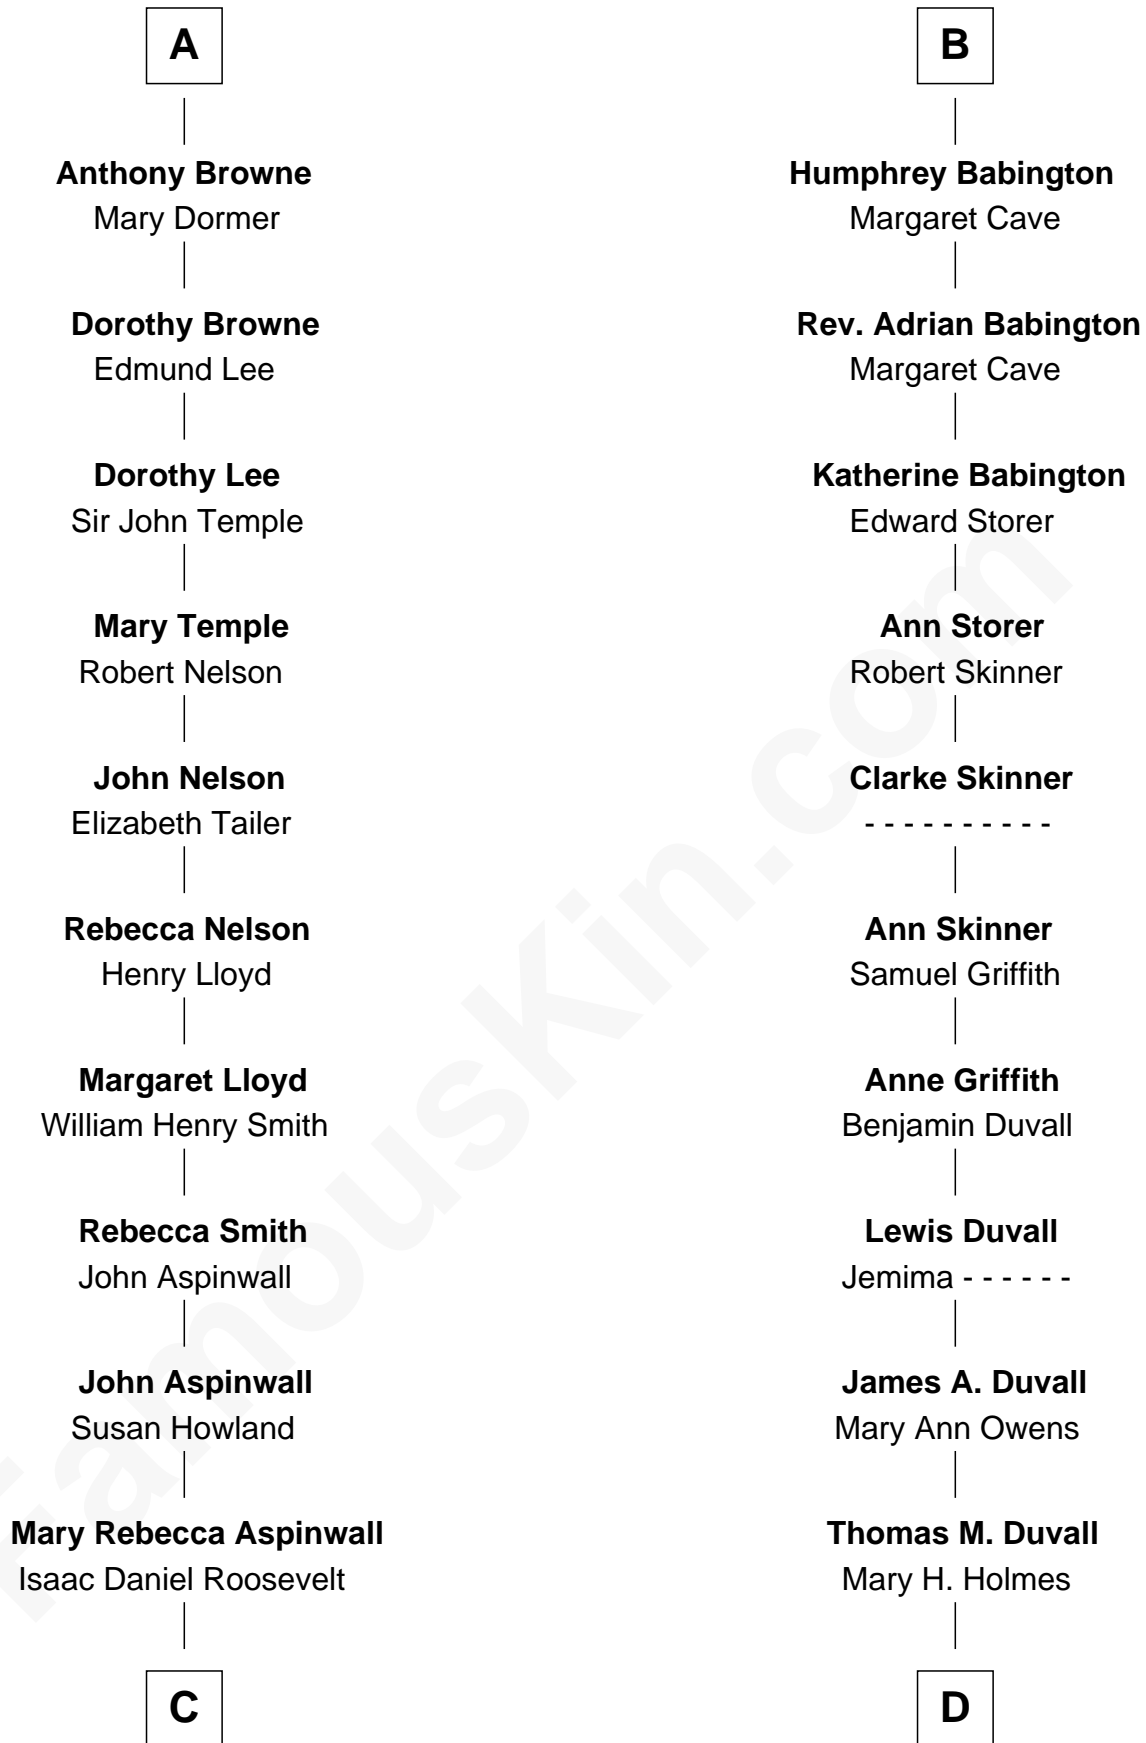 A
Anthony Browne
Mary Dormer
Dorothy Browne
Edmund Lee
Dorothy Lee
Sir John Temple
Mary Temple
Robert Nelson
John Nelson
Elizabeth Tailer
Rebecca Nelson
Henry Lloyd
Margaret Lloyd
William Henry Smith
Rebecca Smith
John Aspinwall
John Aspinwall
Susan Howland
Mary Rebecca Aspinwall
Isaac Daniel Roosevelt
C
B
Humphrey Babington
Margaret Cave
Rev. Adrian Babington
Margaret Cave
Katherine Babington
Edward Storer
Ann Storer
Robert Skinner
Clarke Skinner
- - - - - - - - - -
Ann Skinner
Samuel Griffith
Anne Griffith
Benjamin Duvall
Lewis Duvall
Jemima - - - - - -
James A. Duvall
Mary Ann Owens
Thomas M. Duvall
Mary H. Holmes
D
FamousKin.com